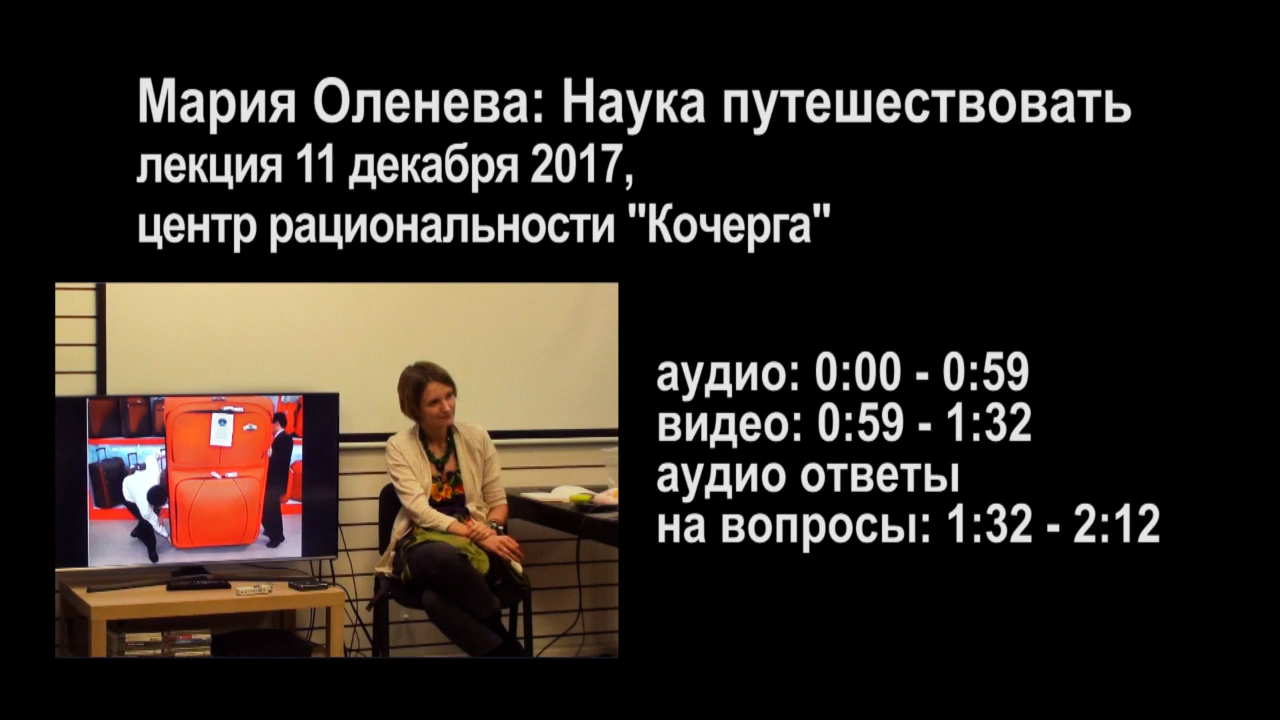 Мария Оленева: Наука путешествовать
лекция 11 декабря 2017,
центр рациональности "Кочерга"
аудио: 0:00 - 0:59
видео: 0:59 - 1:32
аудио ответы
на вопросы: 1:32 - 2:12